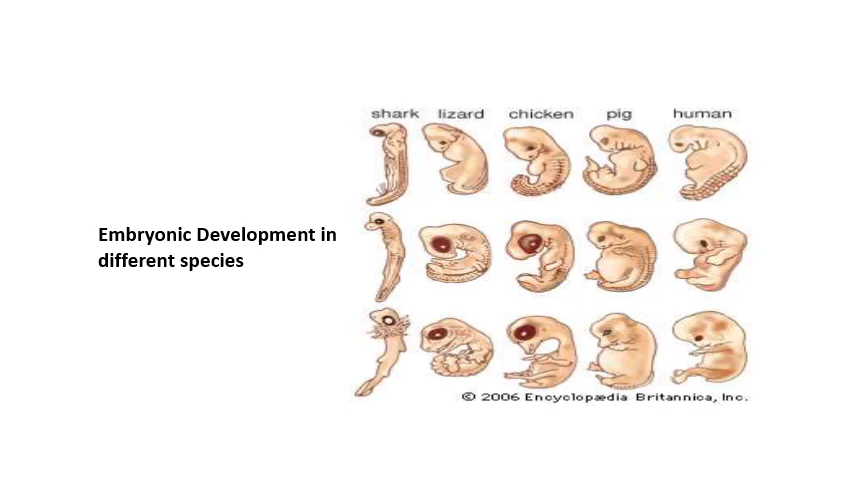 shark lizard chicken pig human
Embryonic Development in
different species
© 2006 Encyclopædia Britannica, Inc.